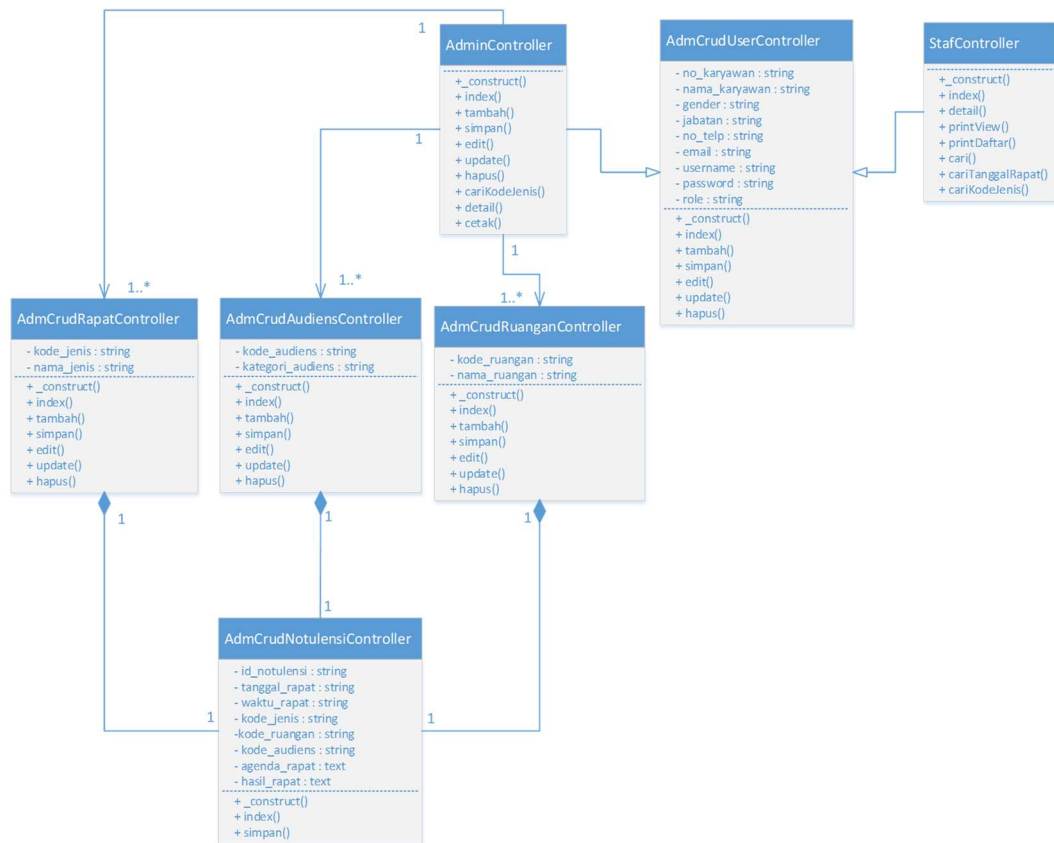 1
AdminController
+_construct()
+ index()
+ tambah()
+ simpan()
+ edit()
+ update()
+ hapus()
+ cariKodeJenis()
+ detail()
+ cetak()
AdmCrudUserController
- no_karyawan : string
- nama_karyawan : string
- gender : string
- jabatan : string
- no_telp : string
- email : string
- username : string
- password : string
- role : string
+ _construct()
+ index()
+ tambah()
+ simpan()
+ edit()
+ update()
+ hapus()
StafController
+_construct()
+ index()
+ detail()
+ printView()
+ printDaftar()
+ cari()
+ cariTanggalRapat()
+ cariKodeJenis()
1
1
1..*
1..*
1..*
AdmCrudRapatController
- kode_jenis : string
- nama_jenis : string
+ _construct()
+ index()
+ tambah()
+ simpan()
+ edit()
+ update()
+ hapus()
AdmCrudAudiensController
- kode_audiens : string
- kategori_audiens : string
+ _construct()
+ index()
+ tambah()
+ simpan()
+ edit()
+ update()
+ hapus()
AdmCrudRuanganController
- kode_ruangan : string
- nama_ruangan : string
+ _construct()
+ index()
+ tambah()
+ simpan()
+ edit()
+ update()
+ hapus()
1
1
1
1
AdmCrudNotulensiController
- id_notulensi : string
- tanggal_rapat : string
- waktu_rapat : string
- kode_jenis : string
-kode_ruangan : string
- kode_audiens : string
- agenda_rapat : text
- hasil_rapat : text
+ _construct()
+ index()
+ simpan()
1
1